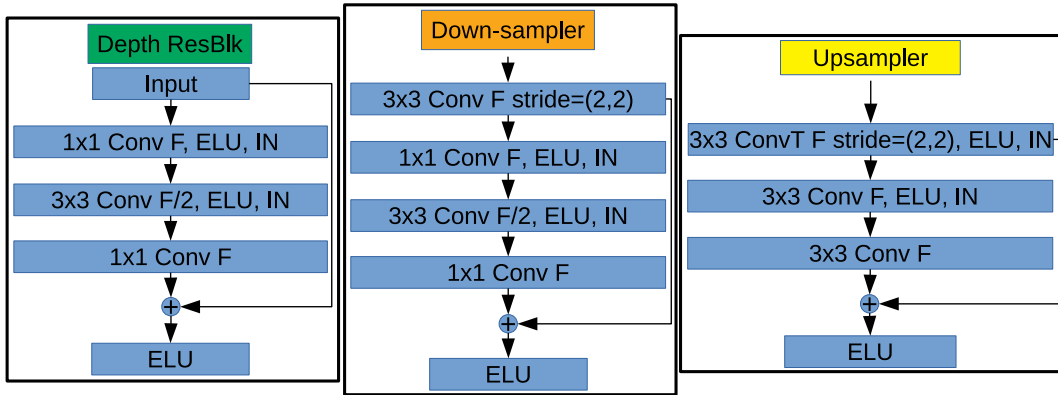 Depth ResBlk
Input
1x1 Conv F, ELU, IN
3x3 Conv F/2, ELU, IN
1x1 Conv F
+
ELU
Down-sampler
3x3 Conv F stride=(2,2)
1x1 Conv F, ELU, IN
3x3 Conv F/2, ELU, IN
1x1 Conv F
+
ELU
Upsampler
3x3 ConvT F stride=(2,2), ELU, IN
3x3 Conv F, ELU, IN
3x3 Conv F
+
ELU